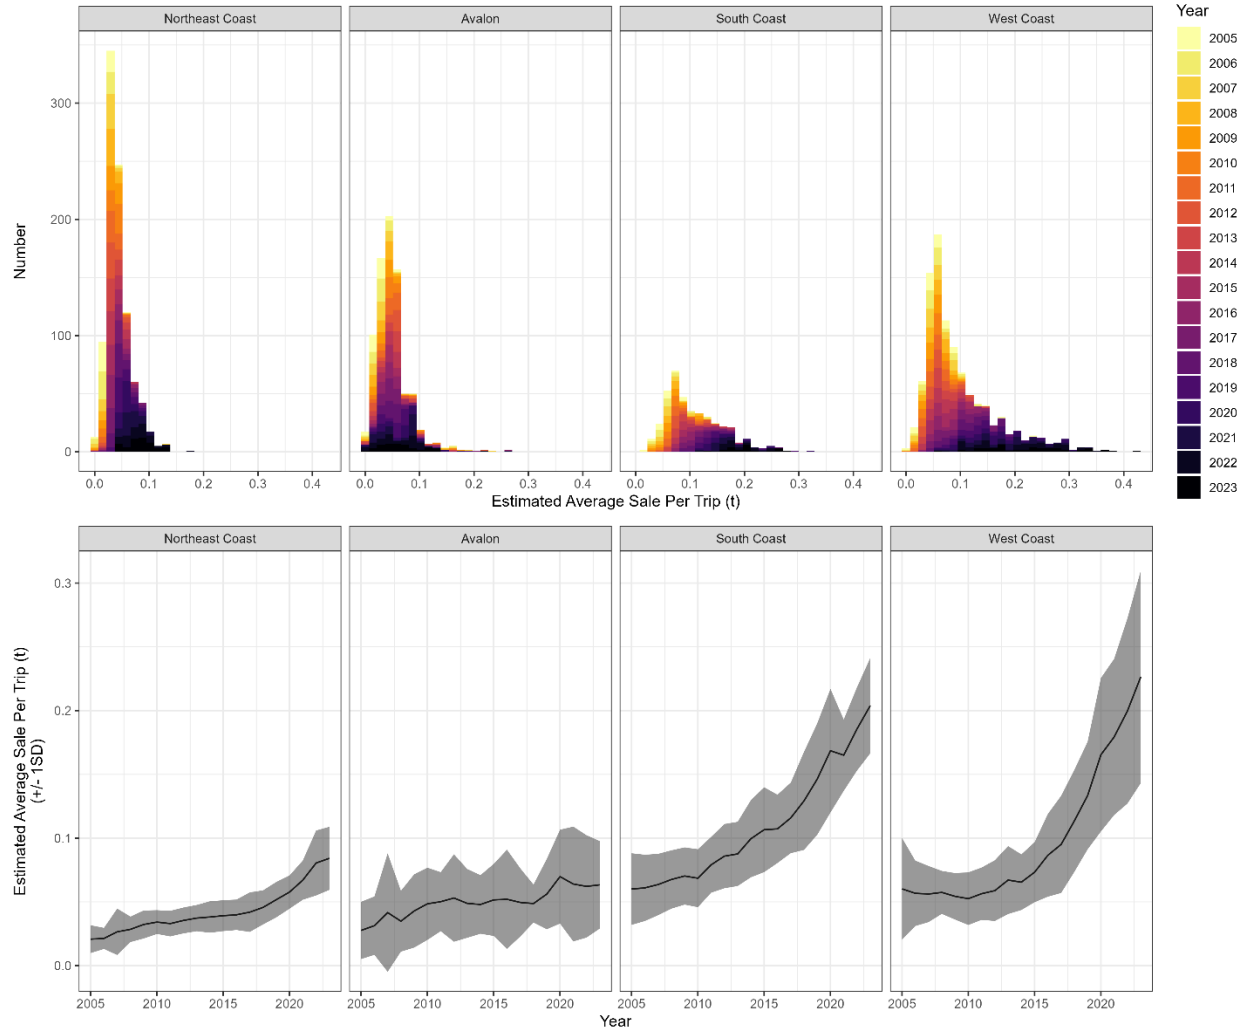 Northeast Coast Avalon South Coast West Coast
Year
2005
2006
2007
2008
2009
2010
2011
2012
2013
2014
2015
2016
2017
2018
2019
2020
2021
2022
2023
Number
300
200
100
0
0.0 0.1 0.2 0.3 0.4 0.0 0.1 0.2 0.3 0.4 0.0 0.1 0.2 0.3 0.4 0.0 0.1 0.2 0.3 0.4
Estimated Average Sale Per Trip (t)
Northeast Coast Avalon South Coast West Coast
Estimated Average Sale Per Trip (t)
(+/- 1SD)
0.3
0.2
0.1
0.0
2005 2010 2015 2020 2005 2010 2015 2020 2005 2010 2015 2020 2005 2010 2015 2020
Year